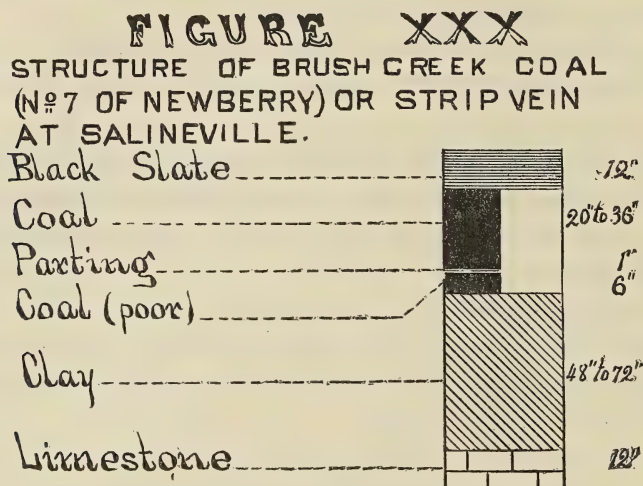 FIGURE XXX
STRUCTURE OF BRUSH CREEK COAL
(Nº 7 OF NEWBERRY) OR STRIP VEIN
AT SALINEVILLE.
Black Slate 12"
Coal 20" to 36"
Parting 1"
Coal (poor) 6"
Clay 48" to 72"
Limestone 12"